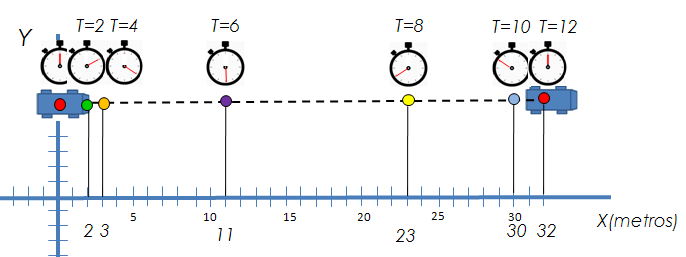 T=2 T=4 T=6 T=8 T=10 T=12
Y
5 10 15 20 25 30
X(metros)
2 3 11 23 30 32